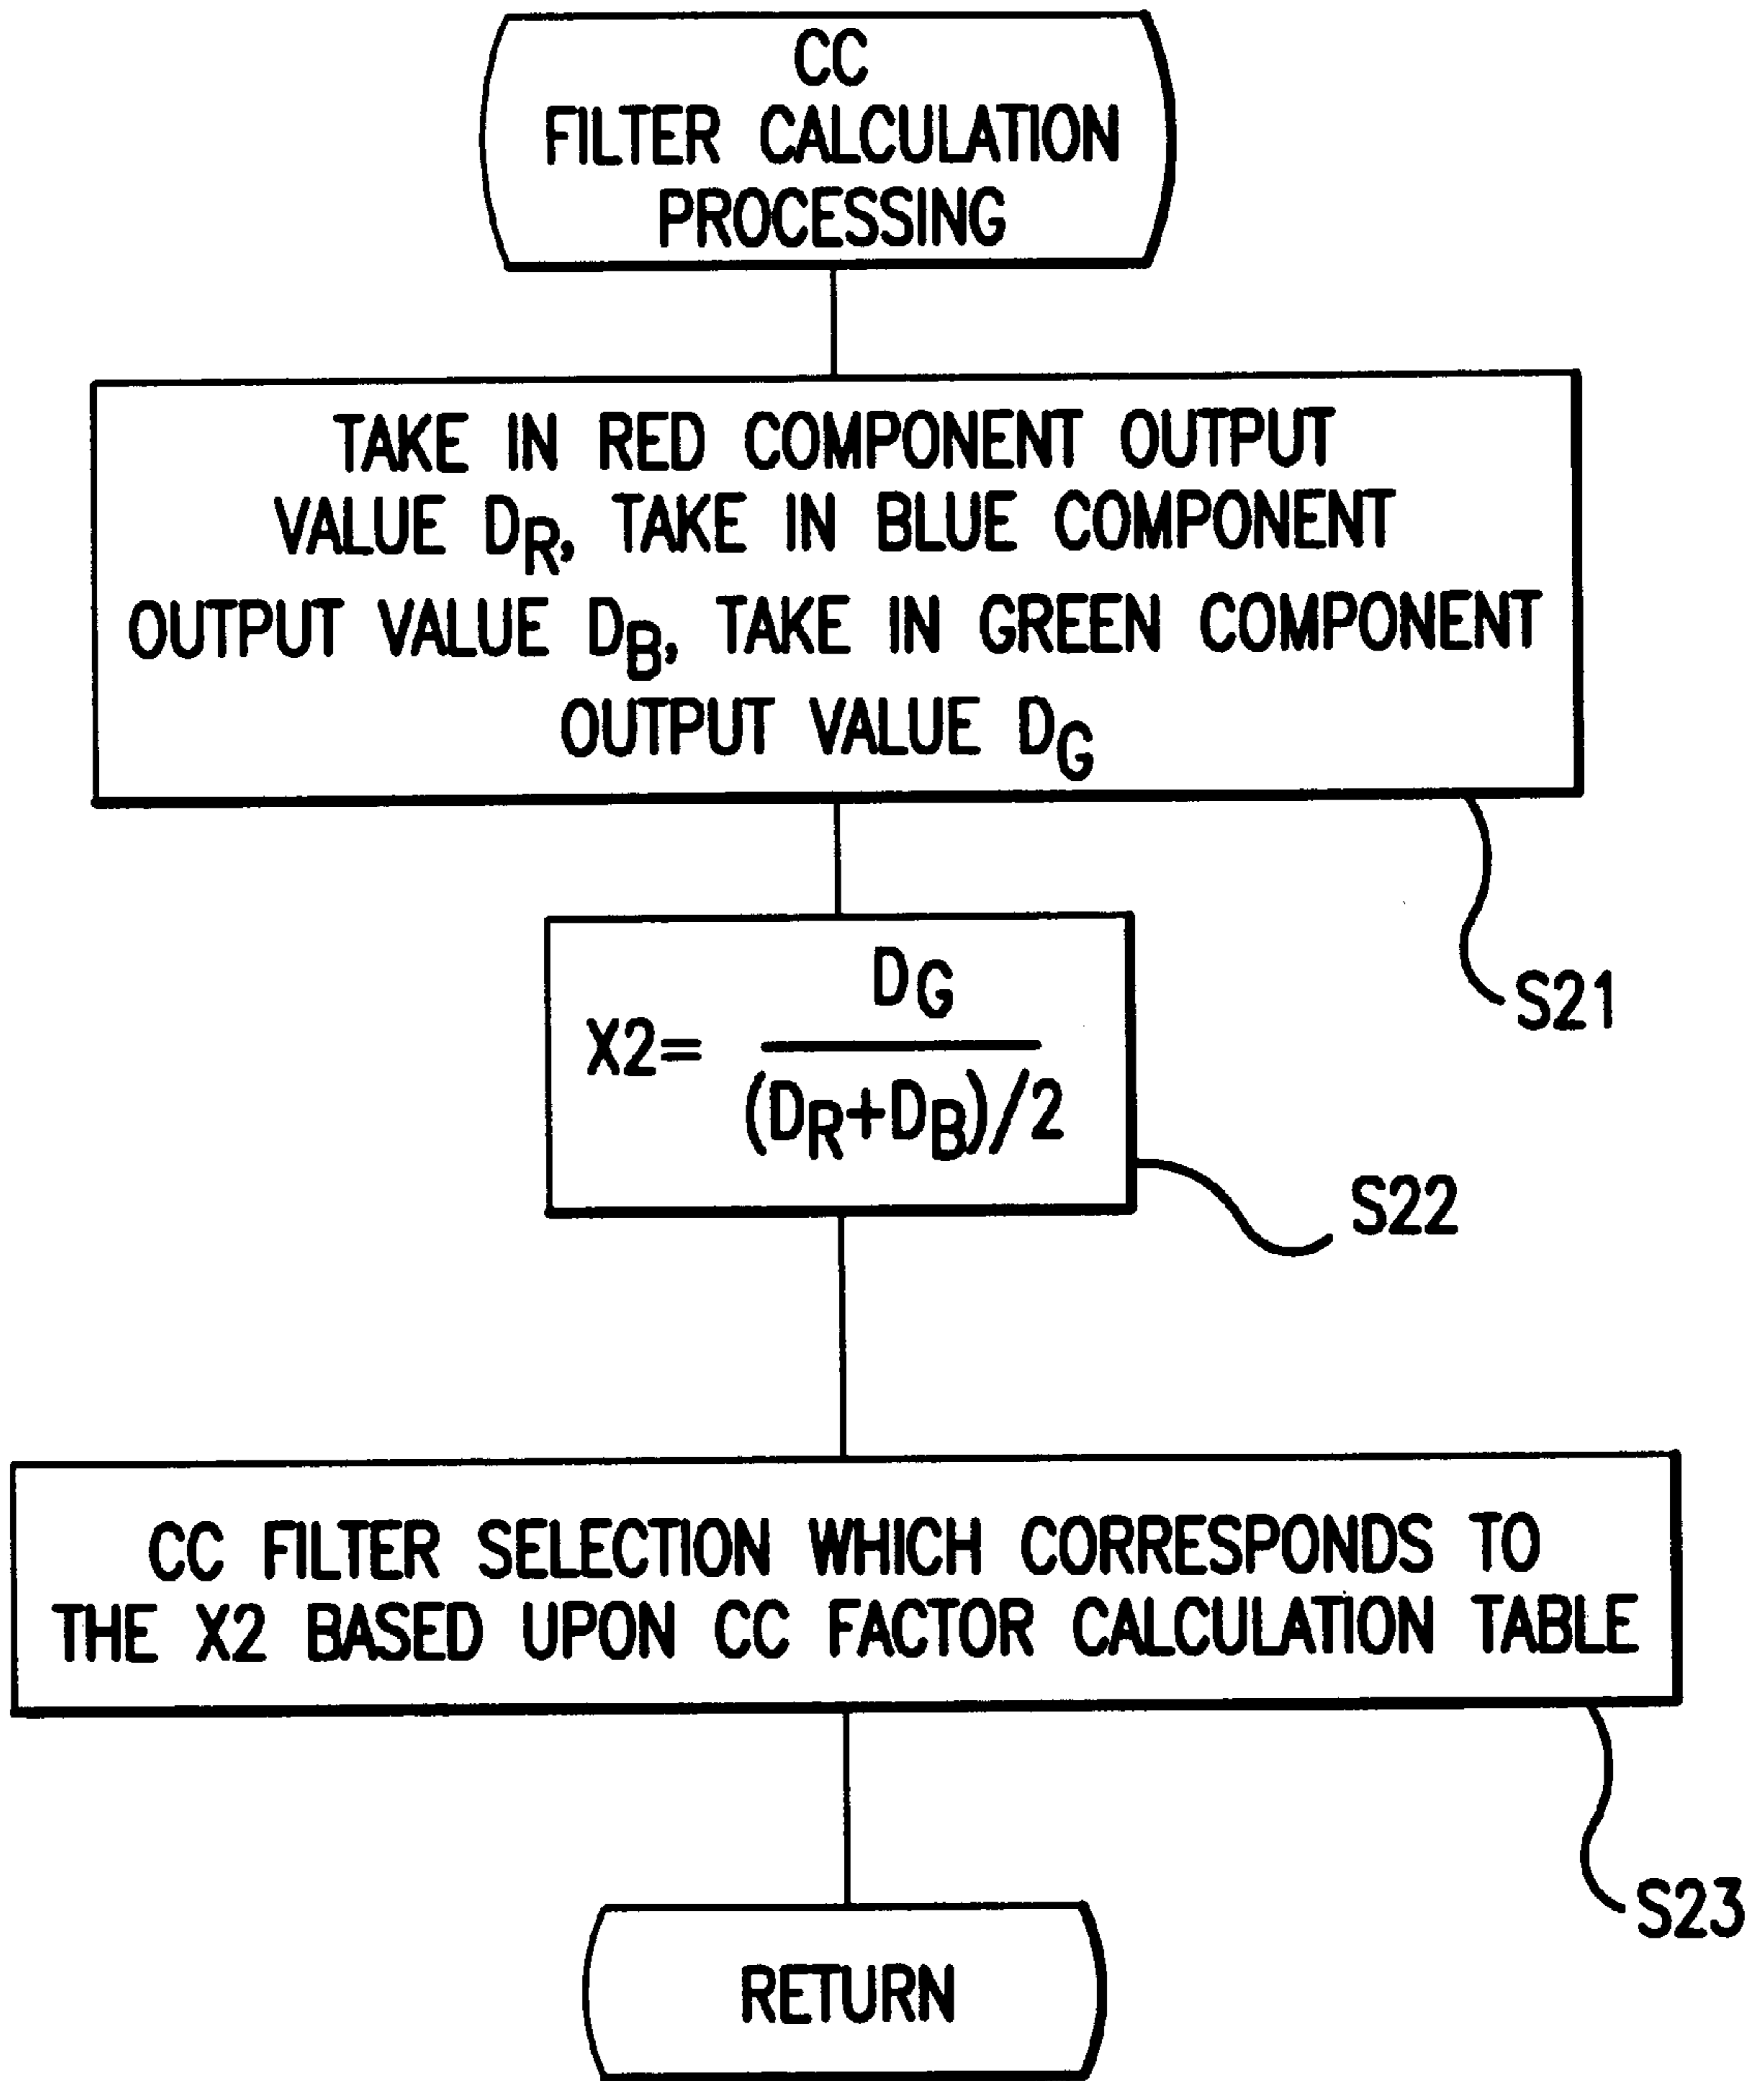 CC
FILTER CALCULATION
PROCESSING
TAKE IN RED COMPONENT OUTPUT
VALUE DR, TAKE IN BLUE COMPONENT
OUTPUT VALUE DB, TAKE IN GREEN COMPONENT
OUTPUT VALUE DG
S21
DG
X2=
(DR+DB)/2
S22
CC FILTER SELECTION WHICH CORRESPONDS TO
THE X2 BASED UPON CC FACTOR CALCULATION TABLE
S23
RETURN